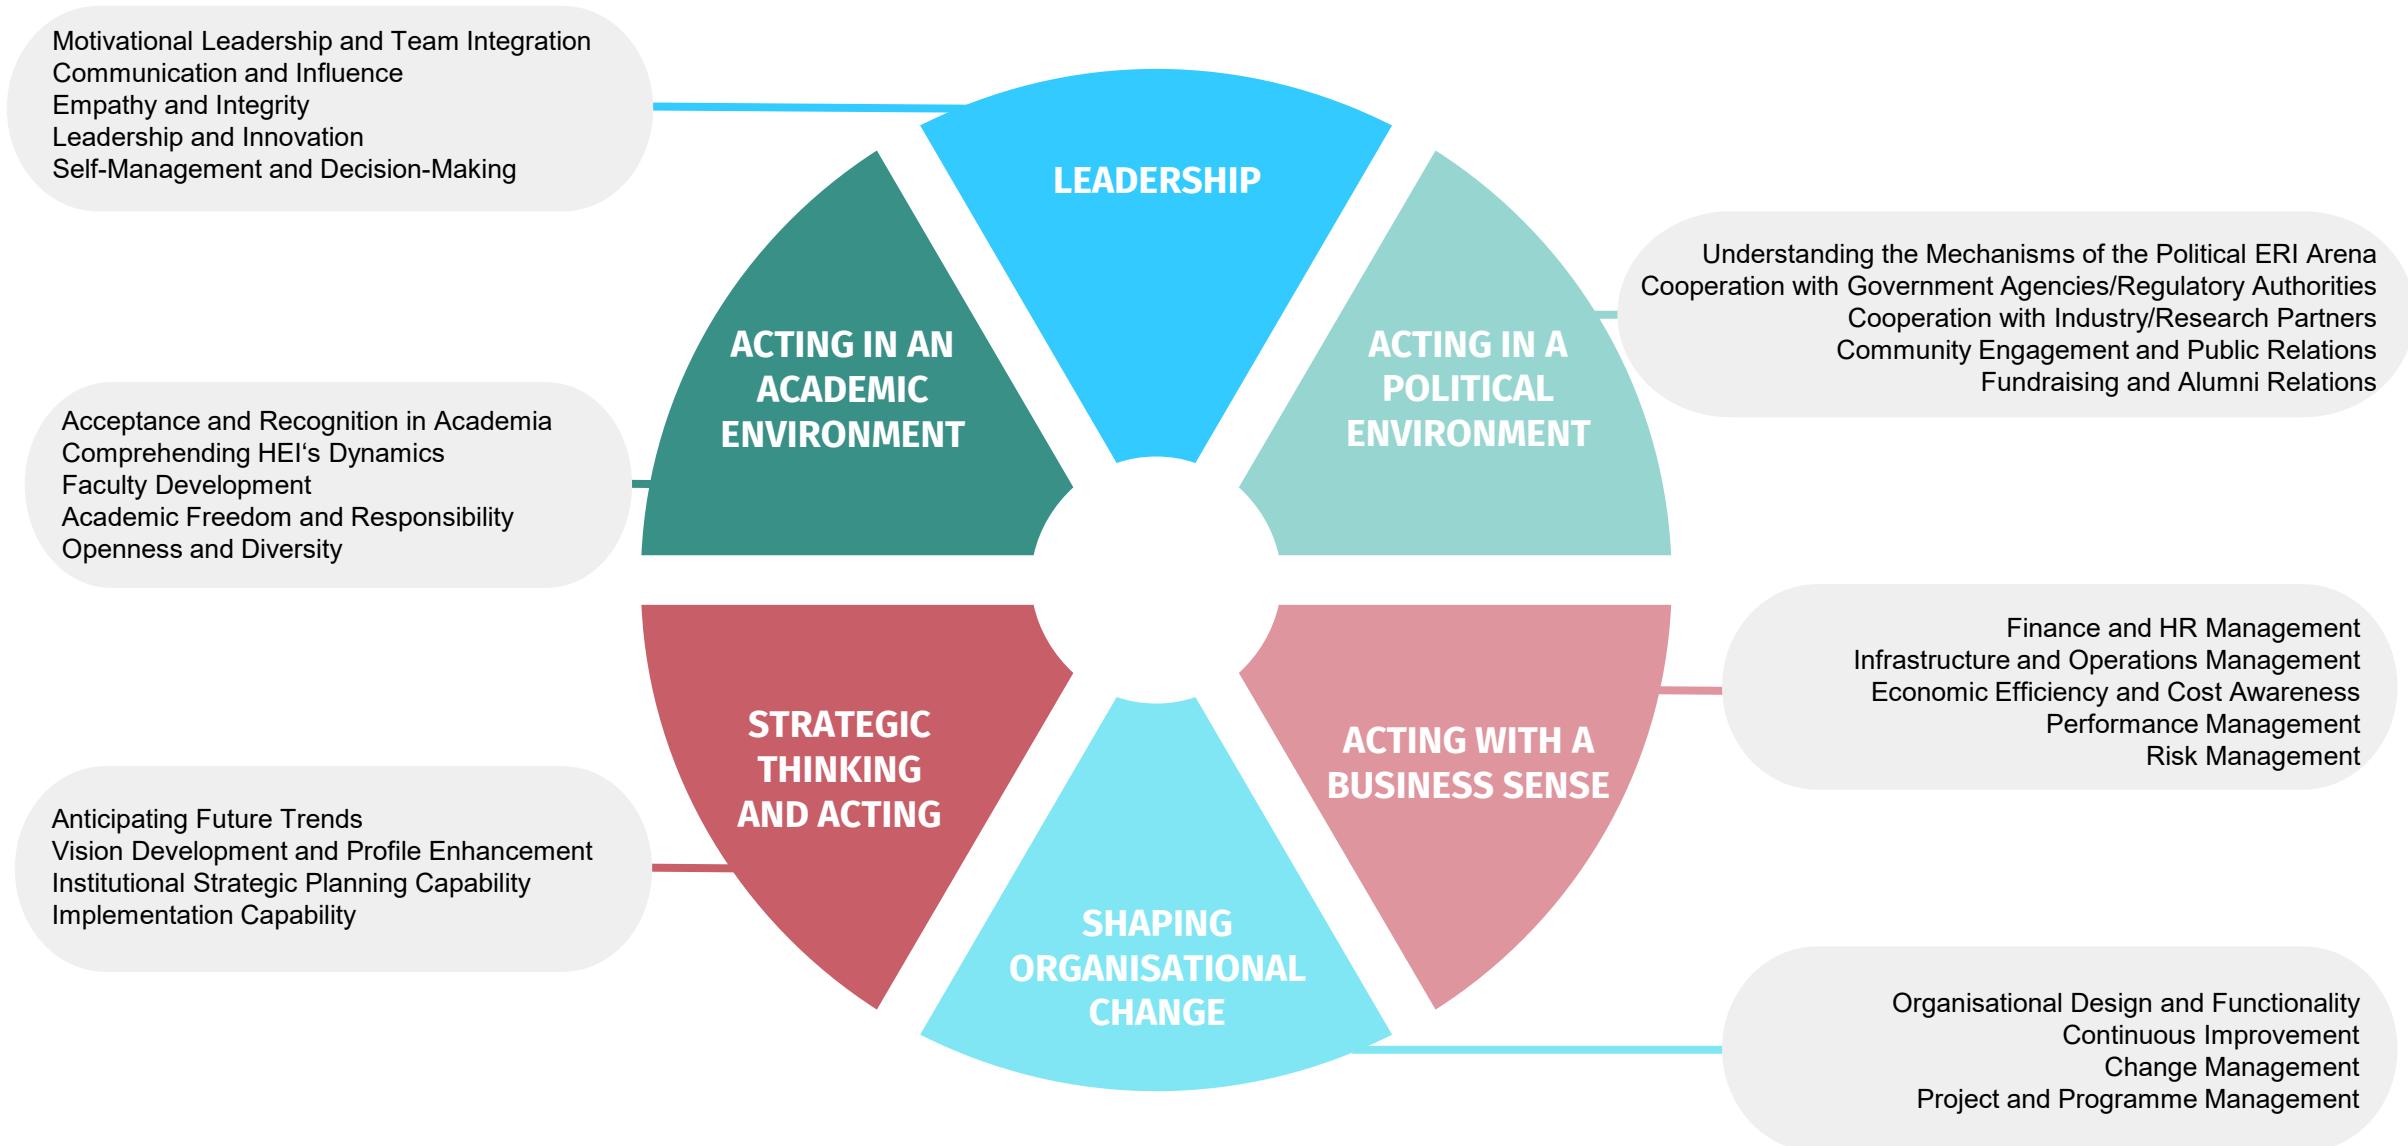 Motivational Leadership and Team Integration
Communication and Influence
Empathy and Integrity
Leadership and Innovation
Self-Management and Decision-Making
LEADERSHIP
Understanding the Mechanisms of the Political ERI Arena
Cooperation with Government Agencies/Regulatory Authorities
Cooperation with Industry/Research Partners
Community Engagement and Public Relations
Fundraising and Alumni Relations
ACTING IN AN
ACADEMIC
ENVIRONMENT
ACTING IN A
POLITICAL
ENVIRONMENT
Acceptance and Recognition in Academia
Comprehending HEI‘s Dynamics
Faculty Development
Academic Freedom and Responsibility
Openness and Diversity
Finance and HR Management
Infrastructure and Operations Management
Economic Efficiency and Cost Awareness
Performance Management
Risk Management
STRATEGIC
THINKING
AND ACTING
ACTING WITH A
BUSINESS SENSE
Anticipating Future Trends
Vision Development and Profile Enhancement
Institutional Strategic Planning Capability
Implementation Capability
SHAPING
ORGANISATIONAL
CHANGE
Organisational Design and Functionality
Continuous Improvement
Change Management
Project and Programme Management